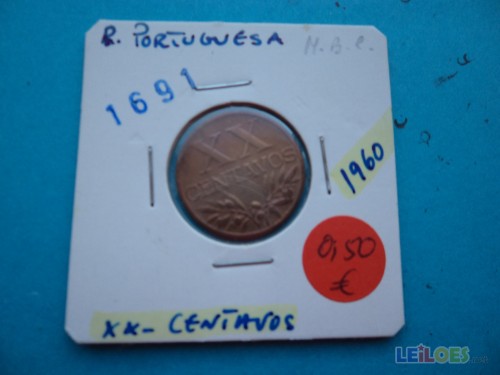 R. PORTUGUESA
M.B.C.
1691
XX
CENTAVOS
1960
0,50
€
XX - CENTAVOS
LEILOES